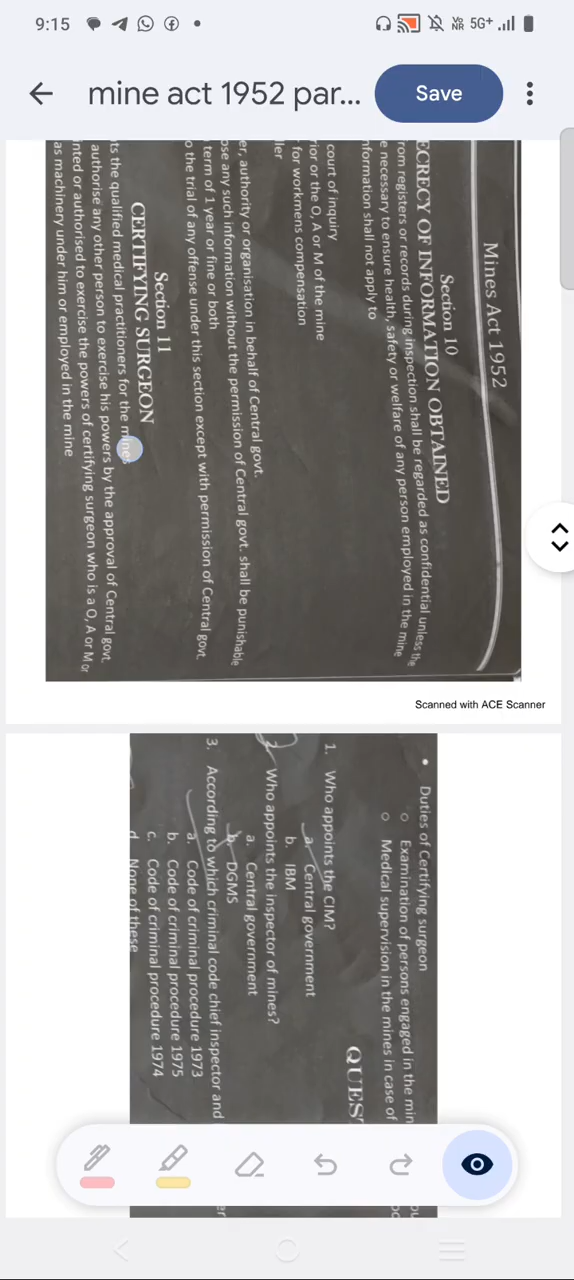 9:15
Vo NR 5G+
mine act 1952 par...
Save
Mines Act 1952
Section 10
ECRECY OF INFORMATION OBTAINED
rom registers or records during inspection shall be regarded as confidential unless the
e necessary to ensure health, safety or welfare of any person employed in the mine
nformation shall not apply to
court of inquiry
rior or the O, A or M of the mine
for workmens compensation
ller
er, authority or organisation in behalf of Central govt.
ose any such information without the permission of Central govt. shall be punishable
term of 1 year or fine or both
o the trial of any offense under this section except with permission of Central govt.
Section 11
CERTIFYING SURGEON
ts the qualified medical practitioners for the mines
authorise any other person to exercise his powers by the approval of Central govt.
inted or authorised to exercise the powers of certifying surgeon who is a O, A or M or
as machinery under him or employed in the mine
Scanned with ACE Scanner
• Duties of Certifying surgeon
o Examination of persons engaged in the min
o Medical supervision in the mines in case of
QUEST
1. Who appoints the CIM?
a. Central government
b. IBM
Who appoints the inspector of mines?
a. Central government
b. DGMS
3. According to which criminal code chief inspector and
a. Code of criminal procedure 1973
b. Code of criminal procedure 1975
c. Code of criminal procedure 1974
d. None of these